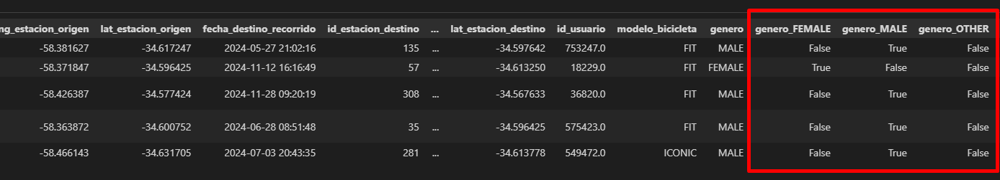 ng_estacion_origen lat_estacion_origen fecha_destino_recorrido id_estacion_destino ... lat_estacion_destino id_usuario modelo_bicicleta genero genero_FEMALE genero_MALE genero_OTHER
-58.381627 -34.617247 2024-05-27 21:02:16 135 ... -34.597642 753247.0 FIT MALE False True False
-58.371847 -34.596425 2024-11-12 16:16:49 57 ... -34.613250 18229.0 FIT FEMALE True False False
-58.426387 -34.577424 2024-11-28 09:20:19 308 ... -34.567633 36820.0 FIT MALE False True False
-58.363872 -34.600752 2024-06-28 08:51:48 35 ... -34.596425 575423.0 FIT MALE False True False
-58.466143 -34.631705 2024-07-03 20:43:35 281 ... -34.613778 549472.0 ICONIC MALE False True False